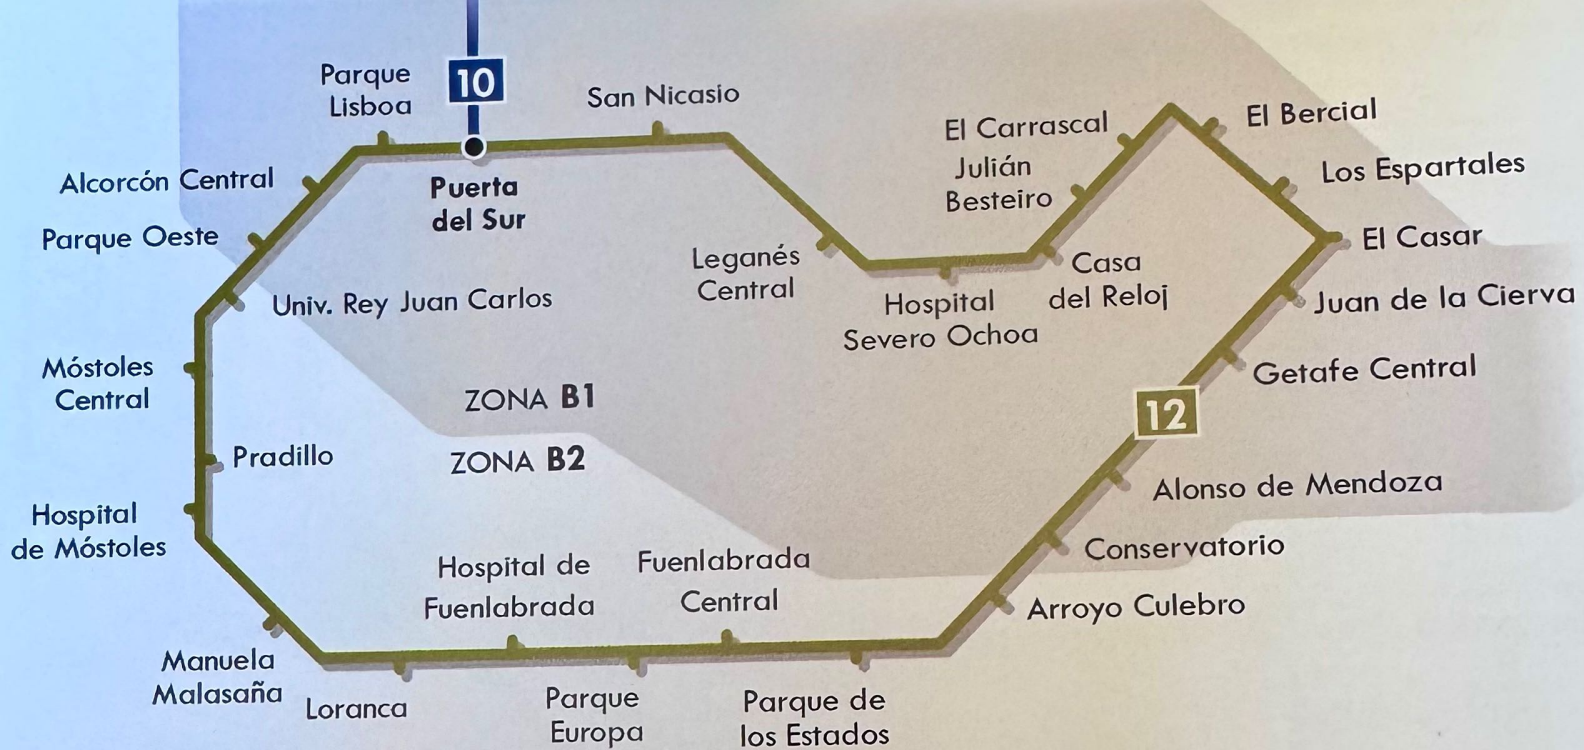 10
Parque
Lisboa
San Nicasio
El Carrascal
El Bercial
Alcorcón Central
Puerta
del Sur
Julián
Besteiro
Los Espartales
Parque Oeste
Leganés
Central
Casa
del Reloj
El Casar
Univ. Rey Juan Carlos
Hospital
Severo Ochoa
Juan de la Cierva
Móstoles
Central
ZONA B1
12
Getafe Central
Pradillo
ZONA B2
Alonso de Mendoza
Hospital
de Móstoles
Hospital de
Fuenlabrada
Fuenlabrada
Central
Conservatorio
Arroyo Culebro
Manuela
Malasaña
Loranca
Parque
Europa
Parque de
los Estados